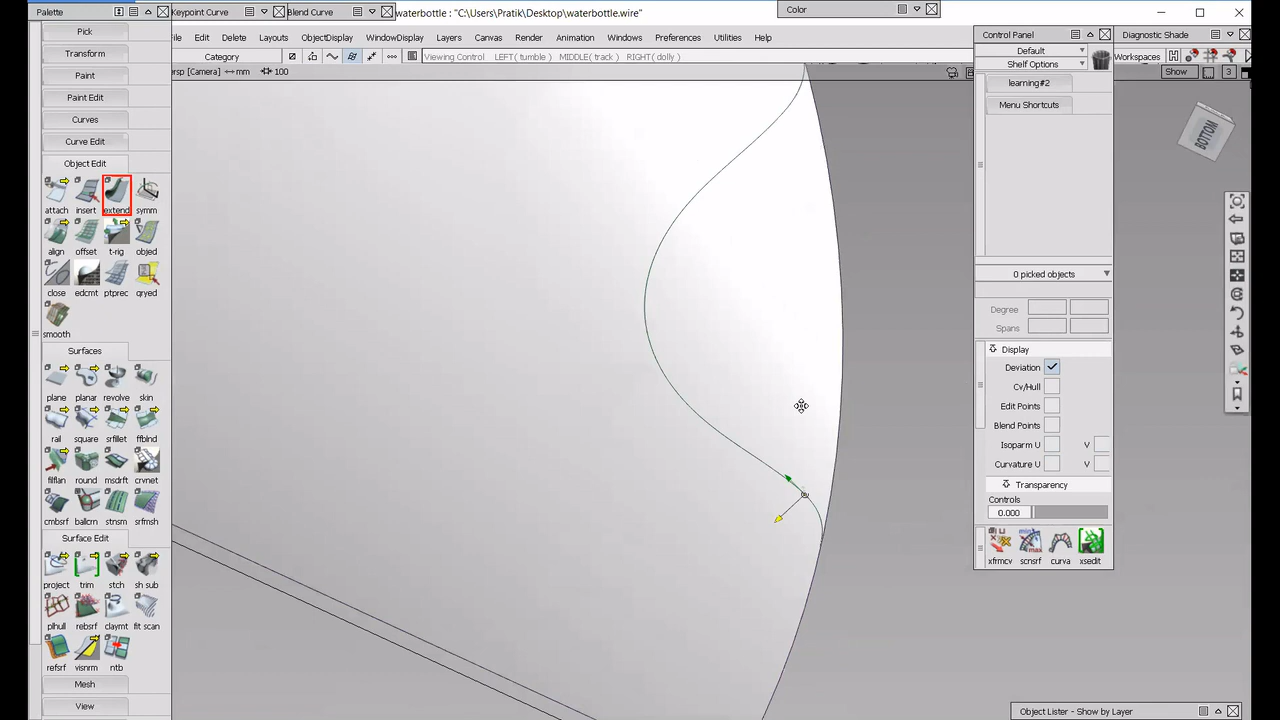 Palette
Keypoint Curve
Blend Curve
waterbottle : "C:\Users\Pratik\Desktop\waterbottle.wire"
Color
Pick
Transform
Paint
Paint Edit
Curves
Curve Edit
Object Edit
attach insert extend symm
align offset t-rig objed
close edcmt ptprec qryed
smooth
Surfaces
plane planar revolve skin
rail square srfillet ffblnd
filflan round msdrft crvnet
cmbsrf ballcrn stnsm srfmsh
Surface Edit
project trim stch sh sub
plhull rebsrf claymt fit scan
refsrf visnrm ntb
Mesh
View
File Edit Delete Layouts ObjectDisplay WindowDisplay Layers Canvas Render Animation Windows Preferences Utilities Help
Category
Viewing Control LEFT( tumble ) MIDDLE( track ) RIGHT( dolly )
Workspaces
[Camera] mm 100
Show 3
BOTTOM
Control Panel
Diagnostic Shade
Default
Shelf Options
learning#2
Menu Shortcuts
0 picked objects
Degree
Spans
Display
Deviation
Cv/Hull
Edit Points
Blend Points
Isoparm U V
Curvature U V
Transparency
Controls
0.000
xfrmcv scnsrf curva xsedit
Object Lister - Show by Layer